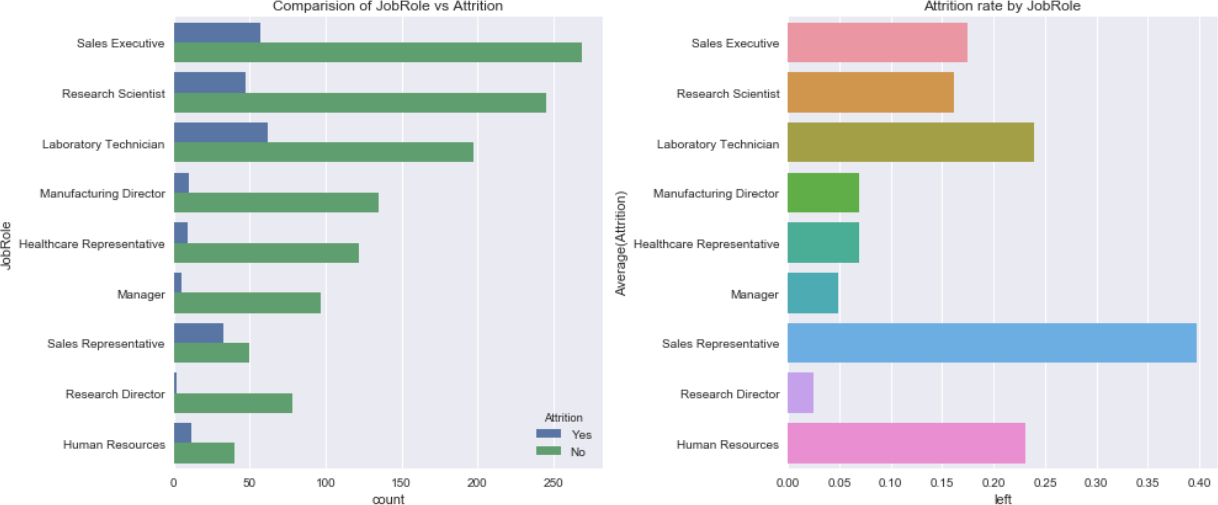 Comparision of JobRole vs Attrition
JobRole
Sales Executive
Research Scientist
Laboratory Technician
Manufacturing Director
Healthcare Representative
Manager
Sales Representative
Research Director
Human Resources
Attrition
Yes
No
0 50 100 150 200 250
count
Attrition rate by JobRole
Average(Attrition)
Sales Executive
Research Scientist
Laboratory Technician
Manufacturing Director
Healthcare Representative
Manager
Sales Representative
Research Director
Human Resources
0.00 0.05 0.10 0.15 0.20 0.25 0.30 0.35 0.40
left